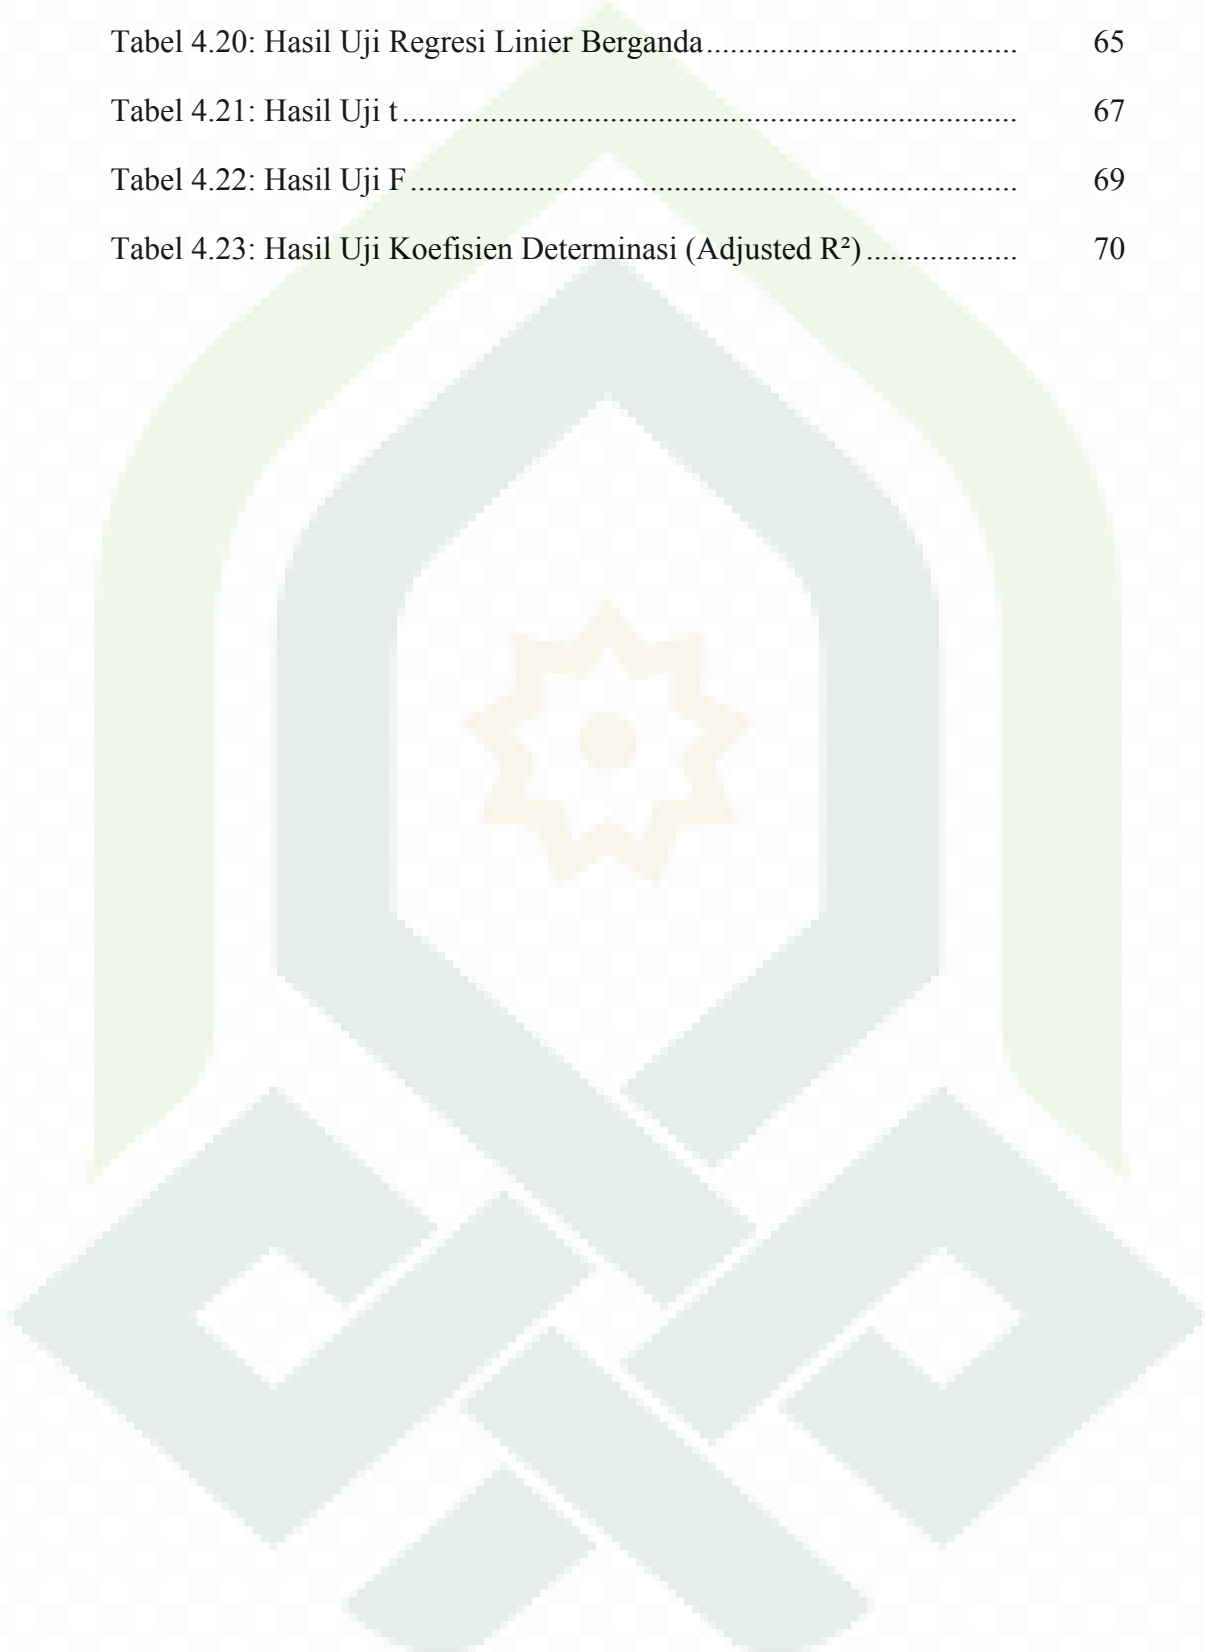 Tabel 4.20: Hasil Uji Regresi Linier Berganda....................................... 65
Tabel 4.21: Hasil Uji t............................................................................. 67
Tabel 4.22: Hasil Uji F............................................................................ 69
Tabel 4.23: Hasil Uji Koefisien Determinasi (Adjusted R²)................... 70